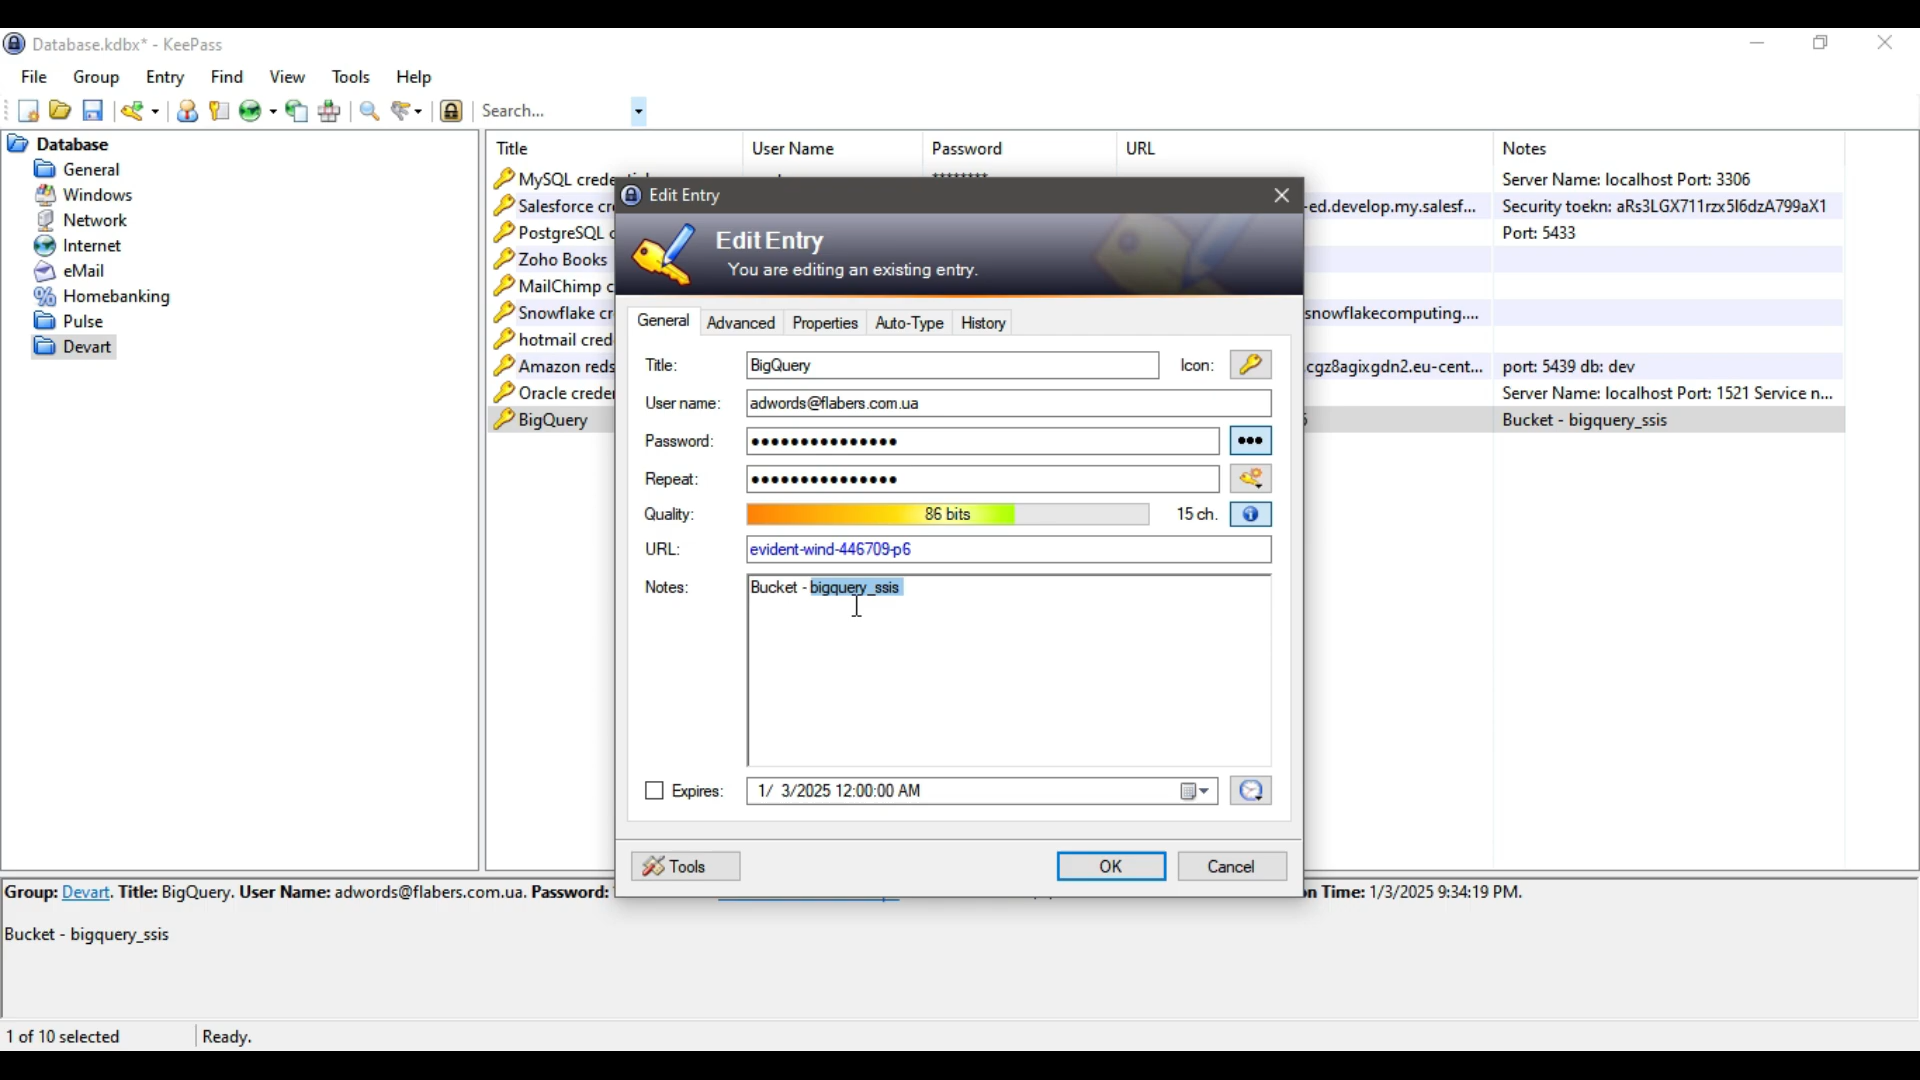 Database.kdbx* - KeePass
File Group Entry Find View Tools Help
Search...
Database
General
Windows
Network
Internet
eMail
Homebanking
Pulse
Devart
Title User Name Password URL Notes
MySQL ******** Server Name: localhost Port: 3306
Salesforce -ed.develop.my.salesf... Security toekn: aRs3LGX711rzx5I6dzA799aX1
PostgreSQL Port: 5433
Zoho Books
MailChimp
Snowflake snowflakecomputing....
hotmail
Amazon .cgz8agixgdn2.eu-cent... port: 5439 db: dev
Oracle Server Name: localhost Port: 1521 Service n...
BigQuery Bucket - bigquery_ssis
Edit Entry
Edit Entry
You are editing an existing entry.
General Advanced Properties Auto-Type History
Title: BigQuery Icon:
User name: adwords@flabers.com.ua
Password: ●●●●●●●●●●●●●●●
Repeat: ●●●●●●●●●●●●●●●
Quality: 86 bits 15 ch.
URL: evident-wind-446709-p6
Notes: Bucket - bigquery_ssis
Expires: 1/ 3/2025 12:00:00 AM
Tools OK Cancel
Group: Devart. Title: BigQuery. User Name: adwords@flabers.com.ua. Password: Time: 1/3/2025 9:34:19 PM.
Bucket - bigquery_ssis
1 of 10 selected Ready.